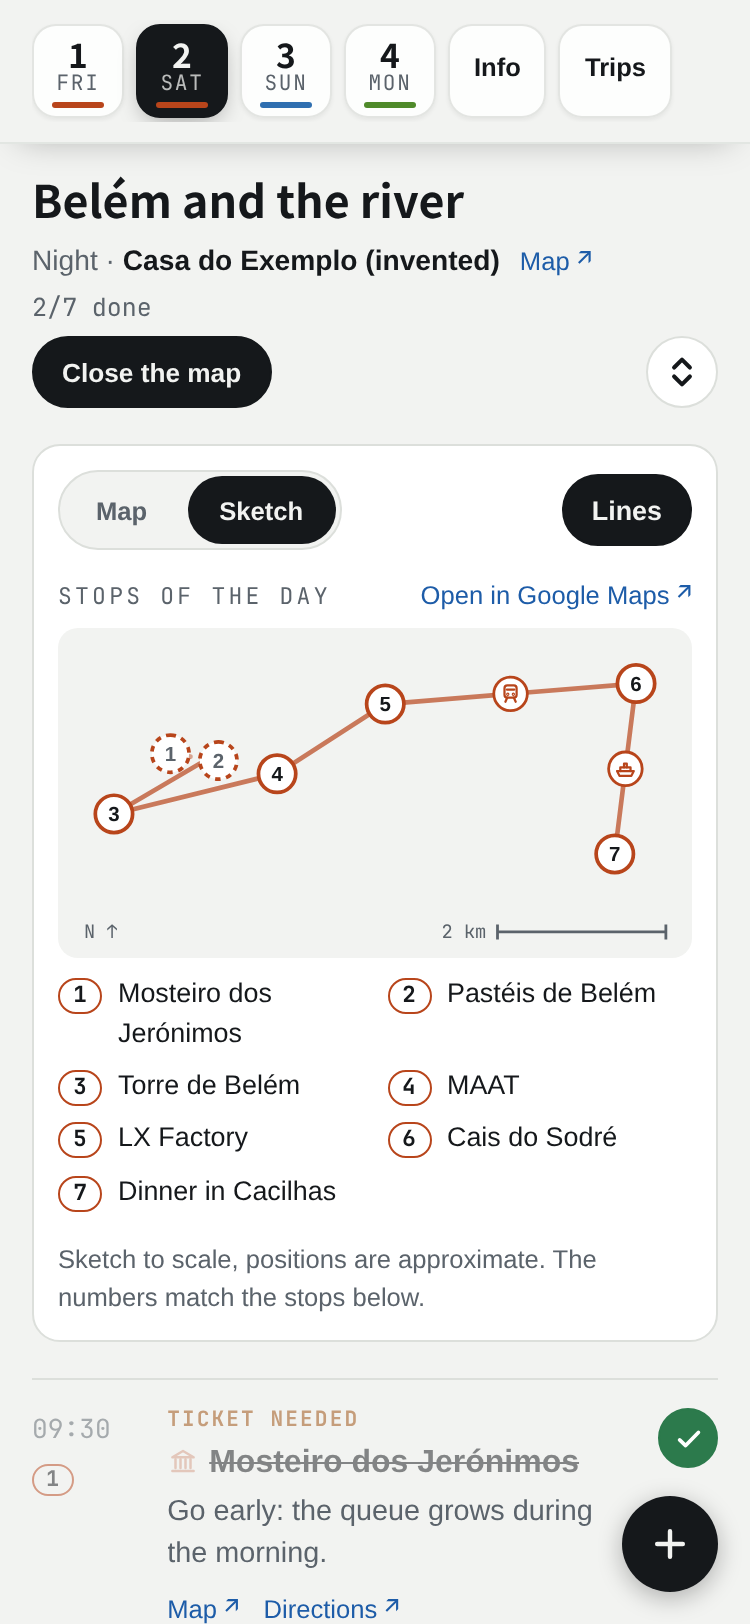 1 2 3 4 Info Trips
FRI SAT SUN MON
Belém and the river
Night · Casa do Exemplo (invented) Map
2/7 done
Close the map
Map Sketch Lines
STOPS OF THE DAY Open in Google Maps
6
5
1 2
4
3
7
N ↑ 2 km
1 Mosteiro dos Jerónimos
2 Pastéis de Belém
3 Torre de Belém
4 MAAT
5 LX Factory
6 Cais do Sodré
7 Dinner in Cacilhas
Sketch to scale, positions are approximate. The
numbers match the stops below.
09:30 TICKET NEEDED
1 Mosteiro dos Jerónimos
Go early: the queue grows during
the morning.
Map Directions